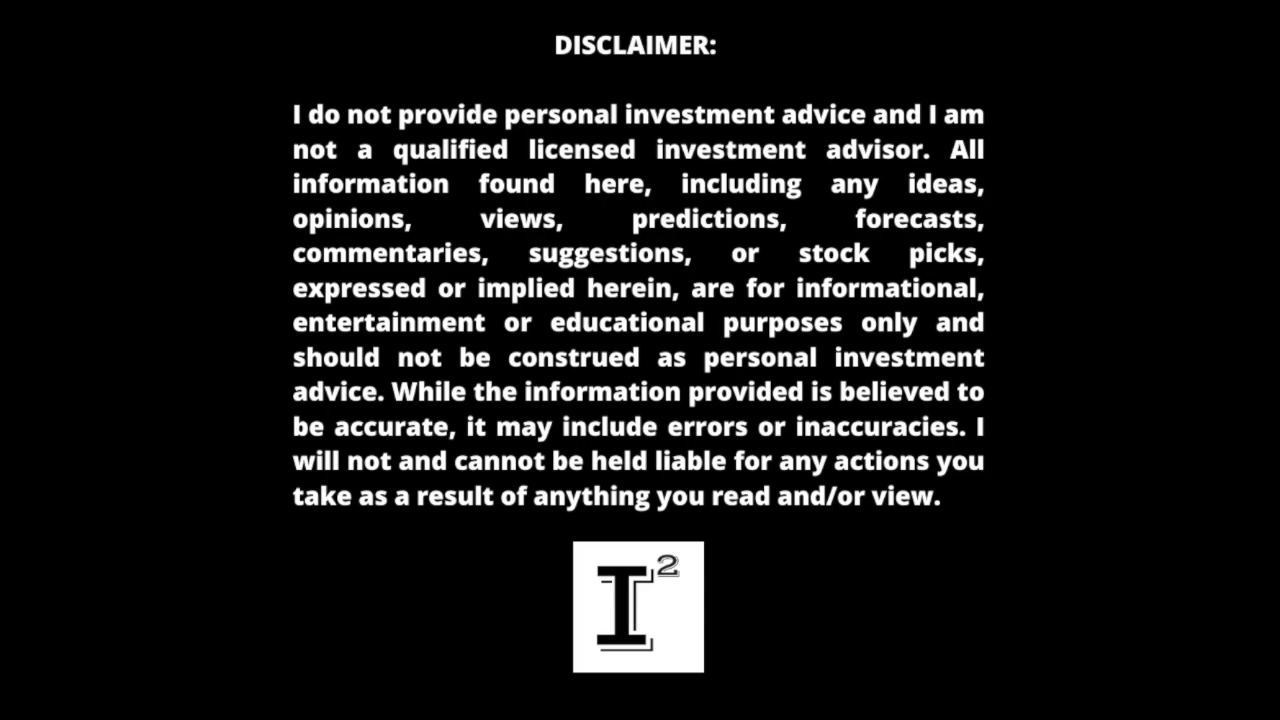 DISCLAIMER:
I do not provide personal investment advice and I am
not a qualified licensed investment advisor. All
information found here, including any ideas,
opinions, views, predictions, forecasts,
commentaries, suggestions, or stock picks,
expressed or implied herein, are for informational,
entertainment or educational purposes only and
should not be construed as personal investment
advice. While the information provided is believed to
be accurate, it may include errors or inaccuracies. I
will not and cannot be held liable for any actions you
take as a result of anything you read and/or view.
I²